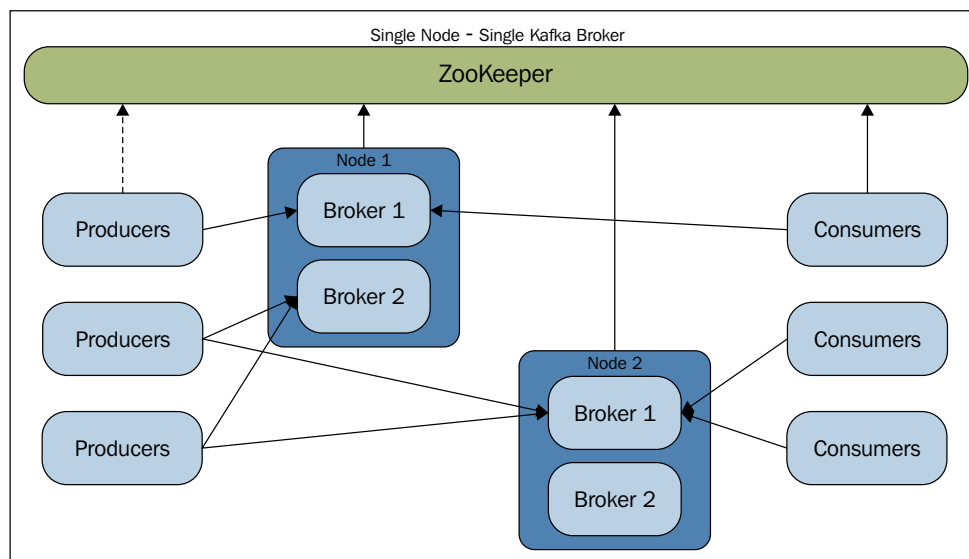 Single Node - Single Kafka Broker
ZooKeeper
Node 1
Producers
Broker 1
Consumers
Broker 2
Producers
Consumers
Node 2
Producers
Broker 1
Consumers
Broker 2